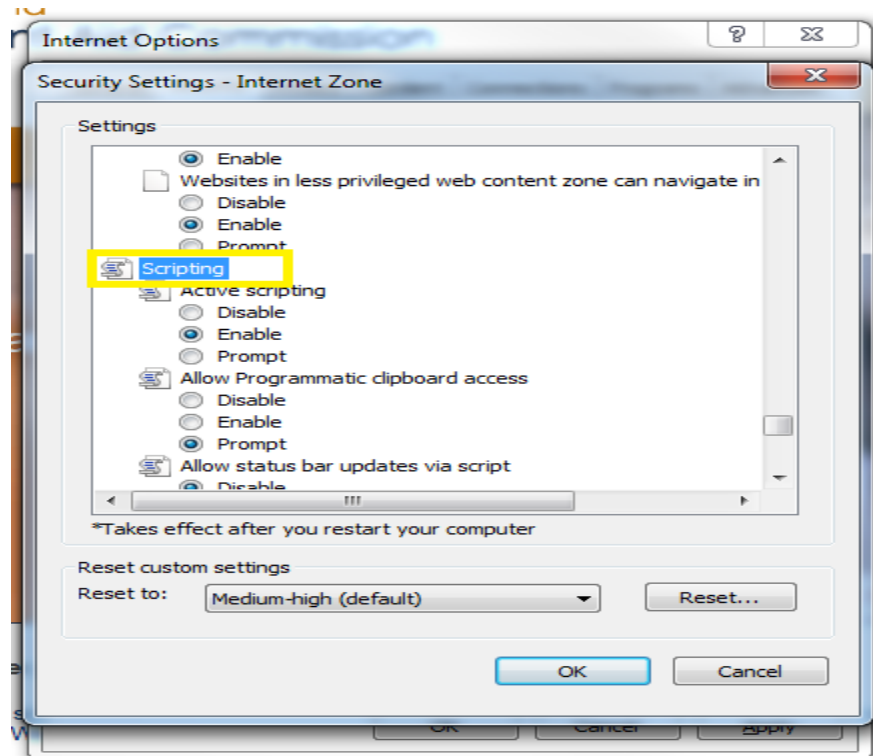 Internet Options
Security Settings - Internet Zone
Settings
Enable
Websites in less privileged web content zone can navigate in
Disable
Enable
Prompt
Scripting
Active scripting
Disable
Enable
Prompt
Allow Programmatic clipboard access
Disable
Enable
Prompt
Allow status bar updates via script
Disable
*Takes effect after you restart your computer
Reset custom settings
Reset to: Medium-high (default) Reset...
OK Cancel
OK Cancel Apply